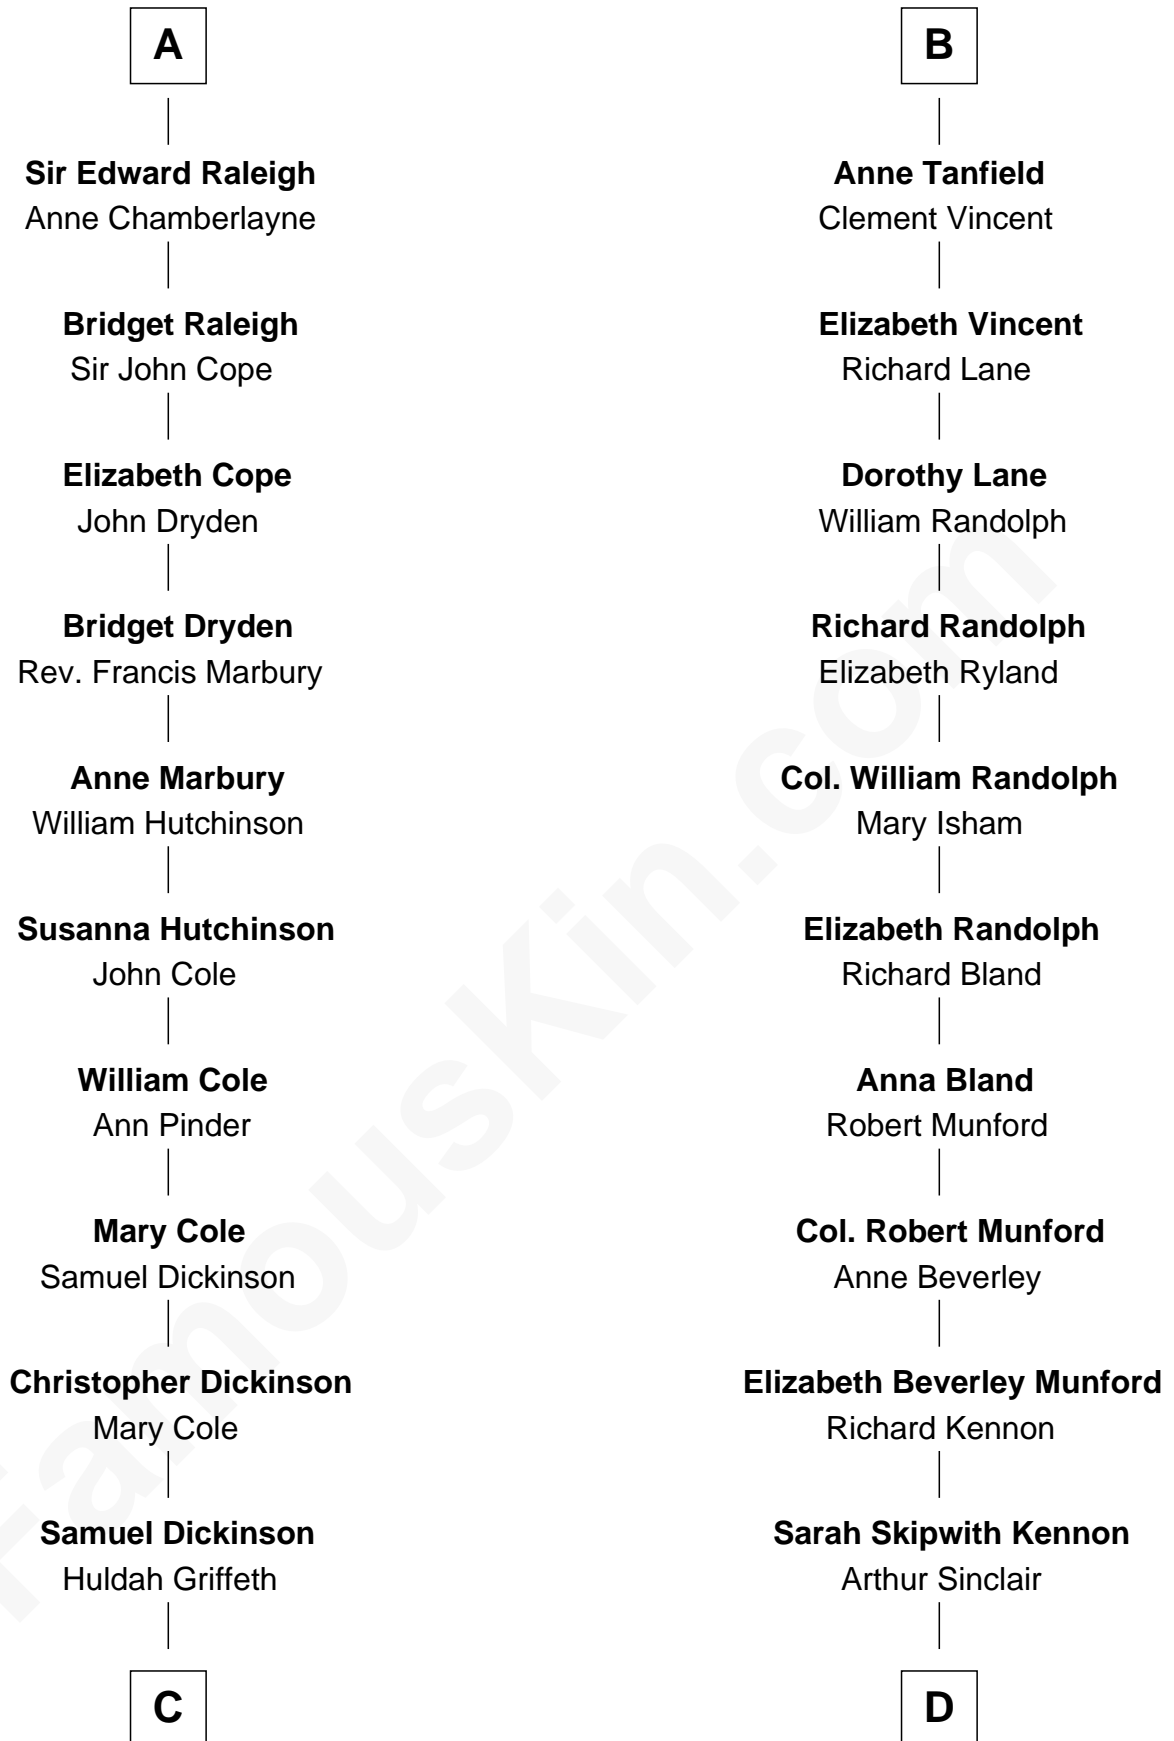 A
Sir Edward Raleigh
Anne Chamberlayne
Bridget Raleigh
Sir John Cope
Elizabeth Cope
John Dryden
Bridget Dryden
Rev. Francis Marbury
Anne Marbury
William Hutchinson
Susanna Hutchinson
John Cole
William Cole
Ann Pinder
Mary Cole
Samuel Dickinson
Christopher Dickinson
Mary Cole
Samuel Dickinson
Huldah Griffeth
C
B
Anne Tanfield
Clement Vincent
Elizabeth Vincent
Richard Lane
Dorothy Lane
William Randolph
Richard Randolph
Elizabeth Ryland
Col. William Randolph
Mary Isham
Elizabeth Randolph
Richard Bland
Anna Bland
Robert Munford
Col. Robert Munford
Anne Beverley
Elizabeth Beverley Munford
Richard Kennon
Sarah Skipwith Kennon
Arthur Sinclair
D
FamousKin.com